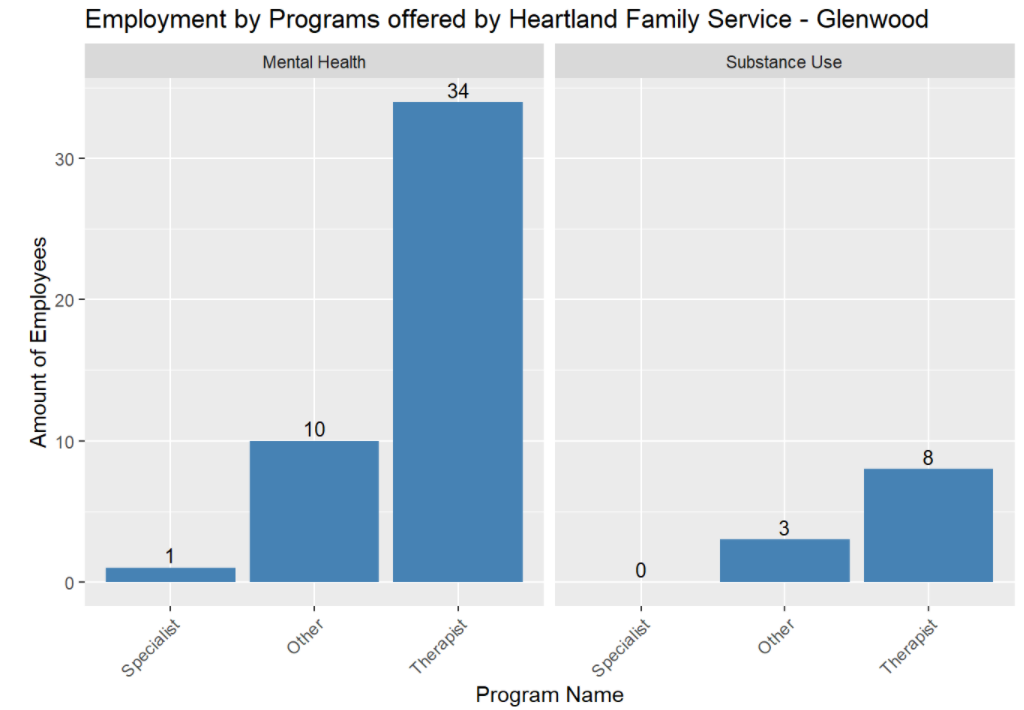 Employment by Programs offered by Heartland Family Service - Glenwood
Mental Health
Substance Use
34
10
1
8
3
0
30
20
10
0
Amount of Employees
Specialist
Other
Therapist
Specialist
Other
Therapist
Program Name